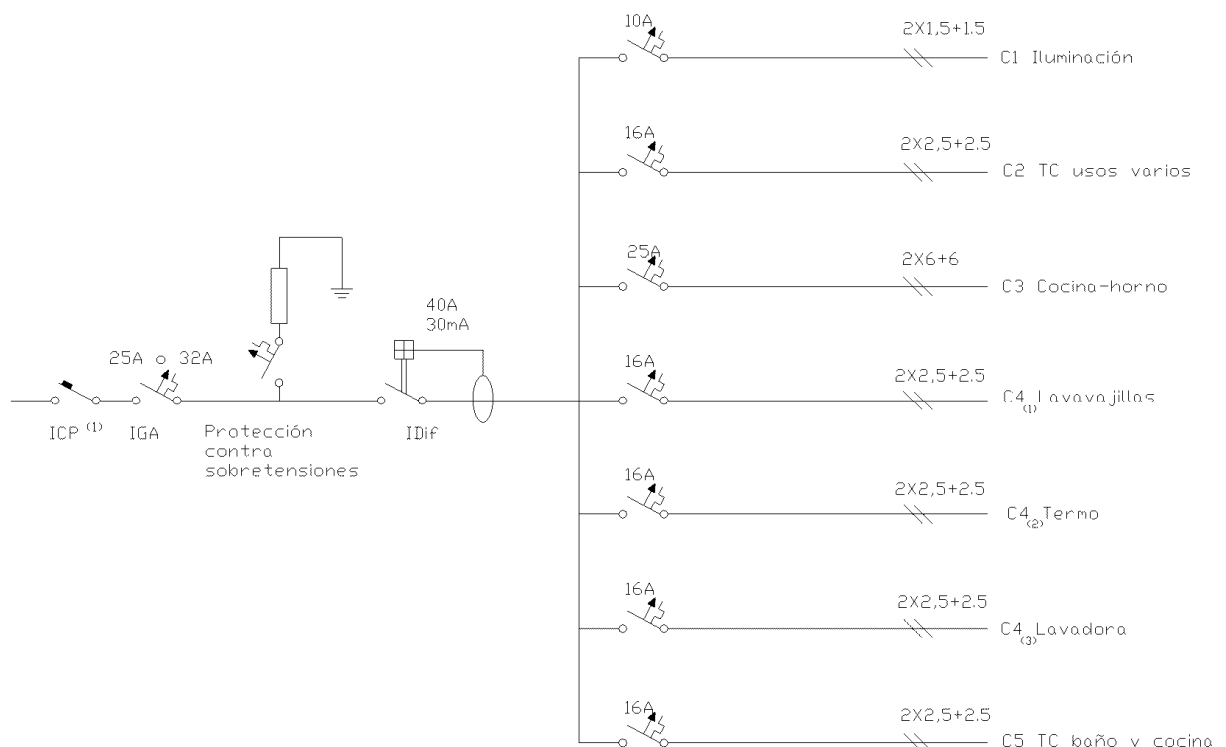 10A
2X1,5+1.5
C1 Iluminación
16A
2X2,5+2.5
C2 TC usos varios
25A
2X6+6
C3 Cocina-horno
40A
30mA
25A o 32A
ICP (1)
IGA
Protección
contra
sobretensiones
IDif
16A
2X2,5+2.5
C4(1) Lavavajillas
16A
2X2,5+2.5
C4(2) Termo
16A
2X2,5+2.5
C4(3) Lavadora
16A
2X2,5+2.5
C5 TC baño y cocina